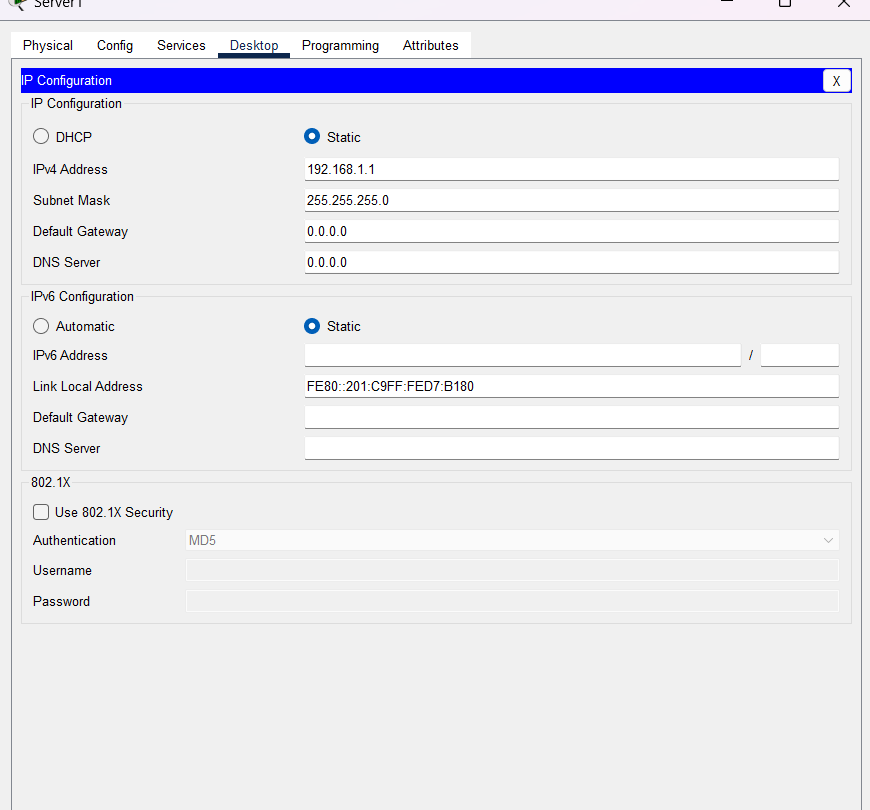 Server1
Physical Config Services Desktop Programming Attributes
IP Configuration X
IP Configuration
DHCP Static
IPv4 Address 192.168.1.1
Subnet Mask 255.255.255.0
Default Gateway 0.0.0.0
DNS Server 0.0.0.0
IPv6 Configuration
Automatic Static
IPv6 Address /
Link Local Address FE80::201:C9FF:FED7:B180
Default Gateway
DNS Server
802.1X
Use 802.1X Security
Authentication MD5
Username
Password